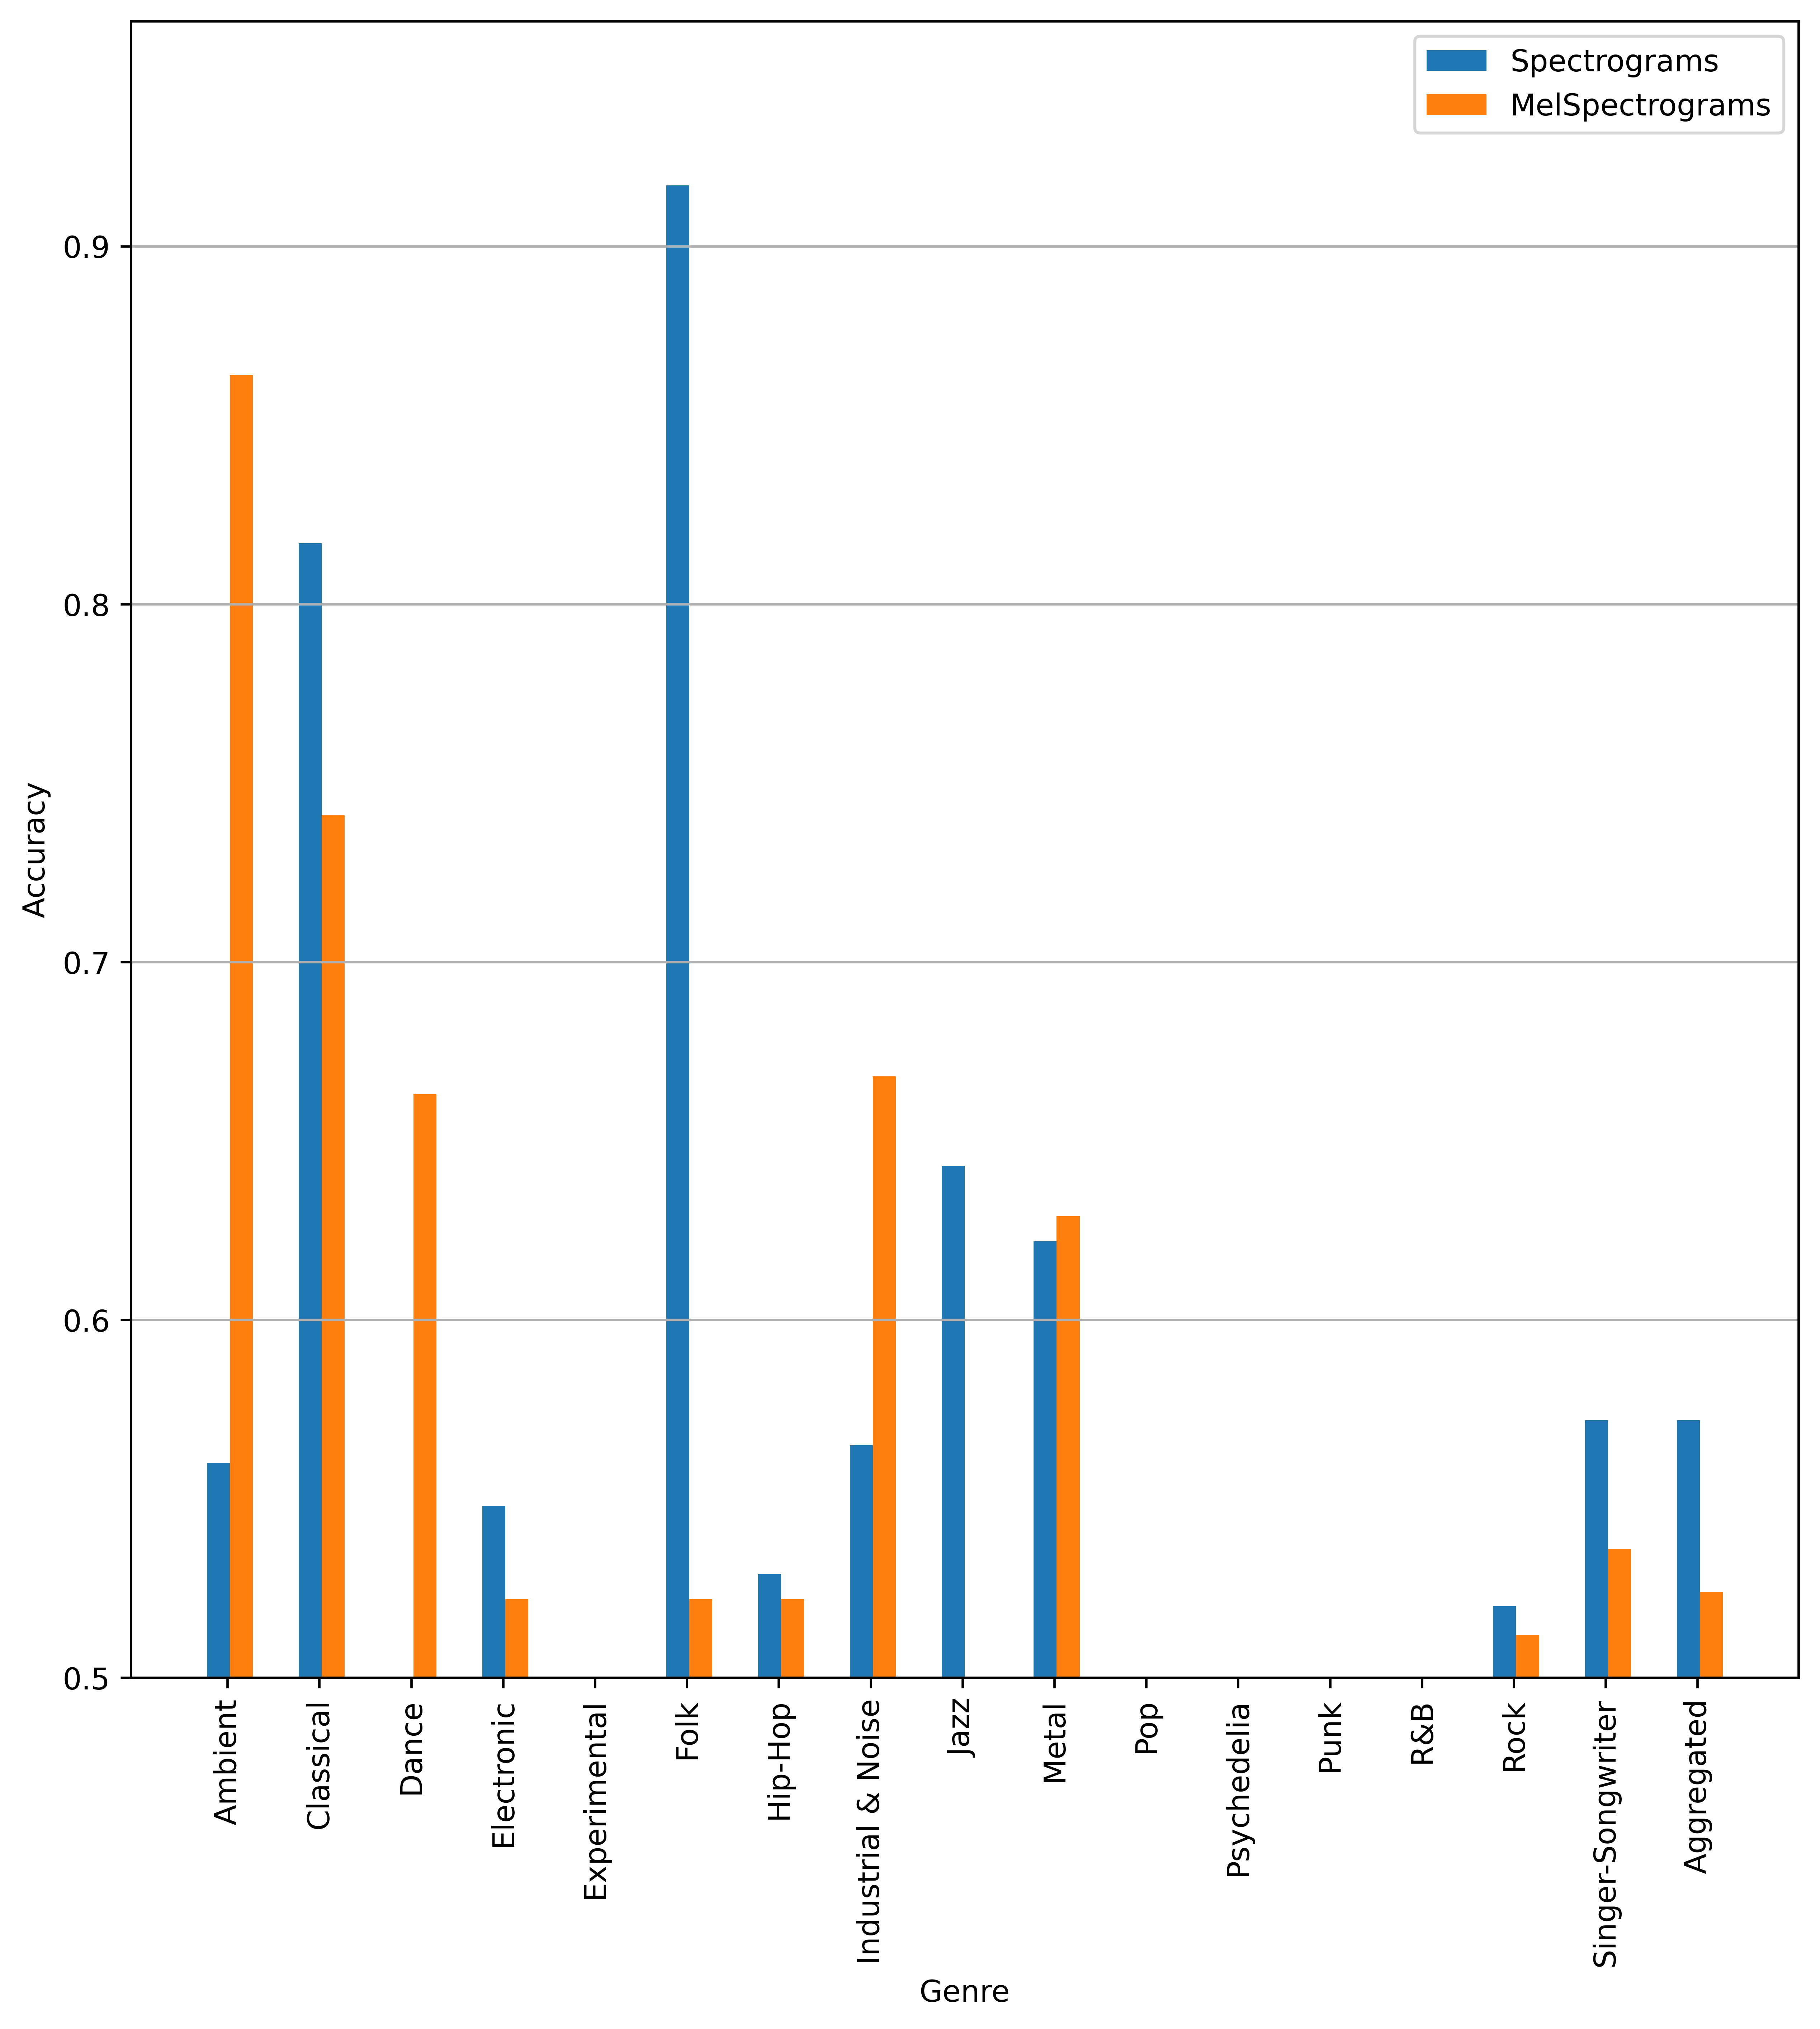 Spectrograms
MelSpectrograms
0.9
0.8
0.7
0.6
0.5
Accuracy
Ambient
Classical
Dance
Electronic
Experimental
Folk
Hip-Hop
Industrial & Noise
Jazz
Metal
Pop
Psychedelia
Punk
R&B
Rock
Singer-Songwriter
Aggregated
Genre